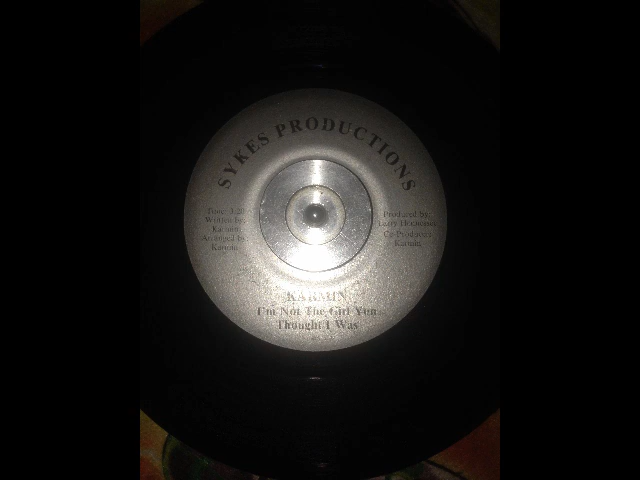 SYKES PRODUCTIONS
Time: 3:20
Written by:
Karmin
Arranged by
Karmin
Produced by:
Larry
Co-Producer:
Karmin
KARMIN
I'm Not The Girl You
Thought I Was